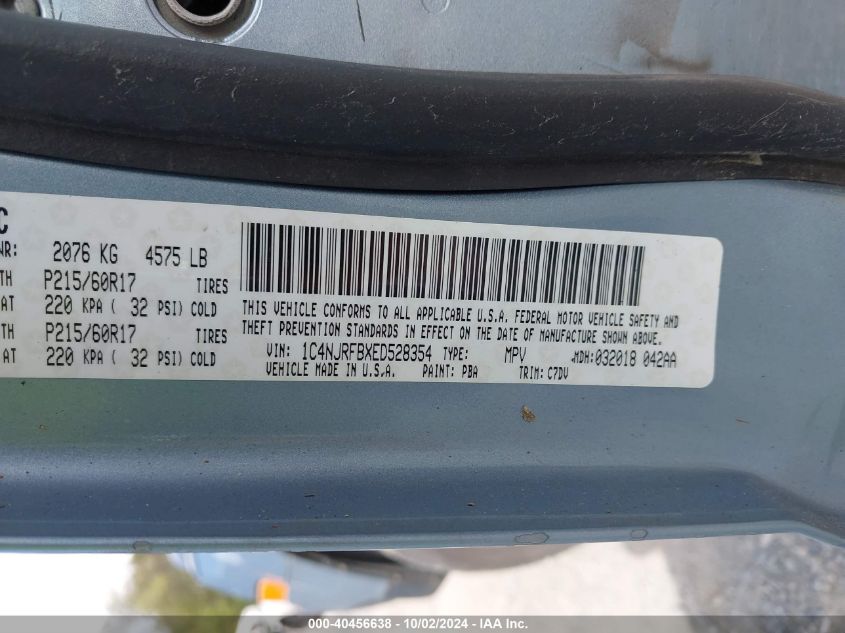 C
WR: 2076 KG 4575 LB
TH P215/60R17 TIRES
AT 220 KPA ( 32 PSI) COLD
TH P215/60R17 TIRES
AT 220 KPA ( 32 PSI) COLD
THIS VEHICLE CONFORMS TO ALL APPLICABLE U.S.A. FEDERAL MOTOR VEHICLE SAFETY AND
THEFT PREVENTION STANDARDS IN EFFECT ON THE DATE OF MANUFACTURE SHOWN ABOVE.
VIN: 1C4NJRFBXED528354 TYPE: MPV MDH:032018 042AA
VEHICLE MADE IN U.S.A. PAINT: PBA TRIM: C7DV
000-40456638 - 10/02/2024 - IAA Inc.